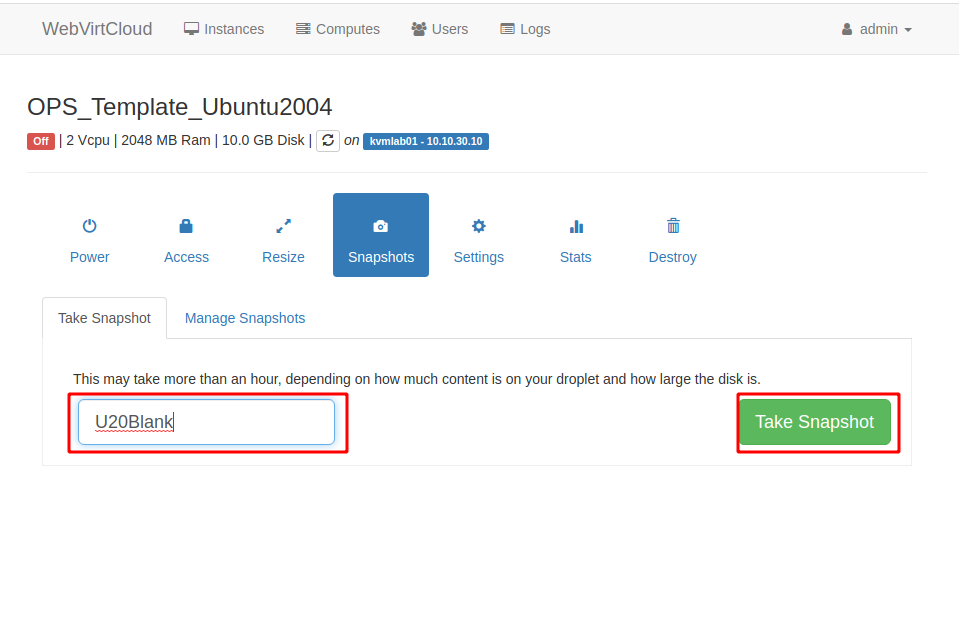 WebVirtCloud Instances Computes Users Logs admin
OPS_Template_Ubuntu2004
Off | 2 Vcpu | 2048 MB Ram | 10.0 GB Disk | on kvmlab01 - 10.10.30.10
Power Access Resize Snapshots Settings Stats Destroy
Take Snapshot Manage Snapshots
This may take more than an hour, depending on how much content is on your droplet and how large the disk is.
U20Blank Take Snapshot